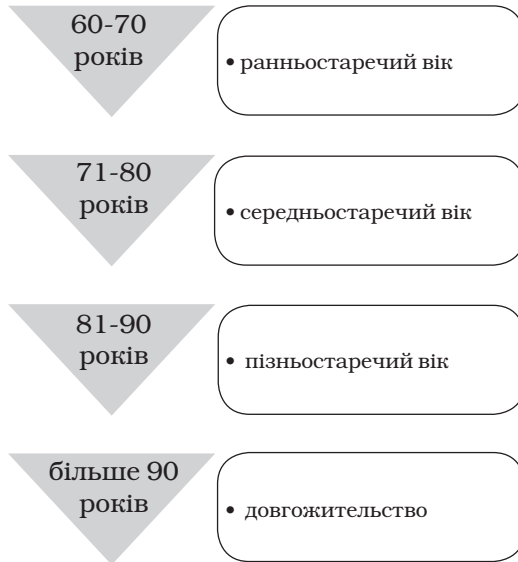 60-70
років
• ранньостаречий вік
71-80
років
• середньостаречий вік
81-90
років
• пізньостаречий вік
більше 90
років
• довгожительство